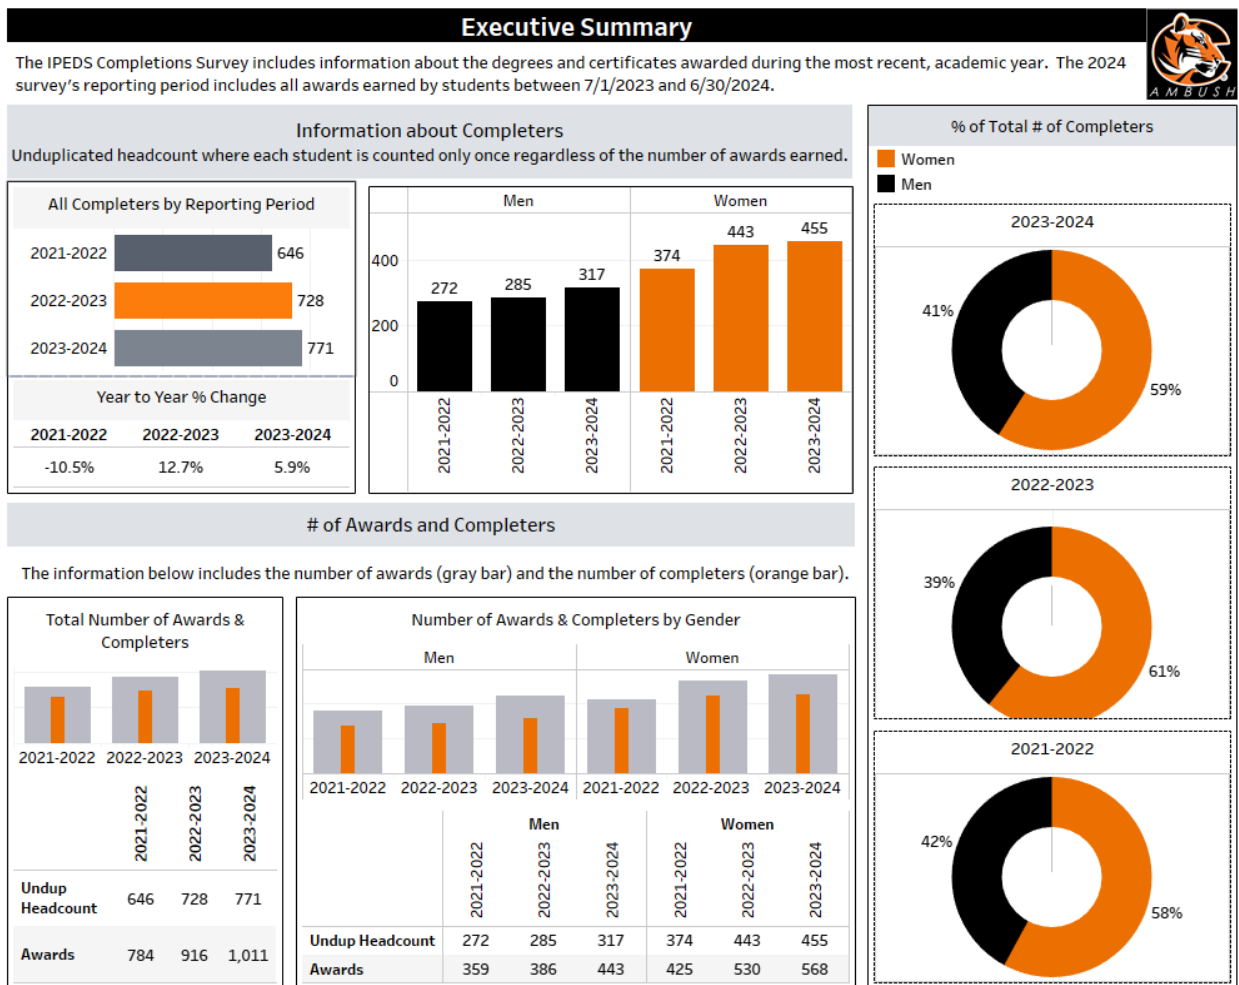 Executive Summary
AMBUSH
The IPEDS Completions Survey includes information about the degrees and certificates awarded during the most recent, academic year. The 2024
survey's reporting period includes all awards earned by students between 7/1/2023 and 6/30/2024.
Information about Completers
Unduplicated headcount where each student is counted only once regardless of the number of awards earned.
All Completers by Reporting Period
2021-2022 646
2022-2023 728
2023-2024 771
Year to Year % Change
2021-2022 2022-2023 2023-2024
-10.5% 12.7% 5.9%
Men Women
400
200
0
272 285 317 374 443 455
2021-2022 2022-2023 2023-2024 2021-2022 2022-2023 2023-2024
% of Total # of Completers
Women
Men
2023-2024
41%
59%
2022-2023
39%
61%
2021-2022
42%
58%
# of Awards and Completers
The information below includes the number of awards (gray bar) and the number of completers (orange bar).
Total Number of Awards &
Completers
2021-2022 2022-2023 2023-2024
2021-2022 2022-2023 2023-2024
Undup
Headcount 646 728 771
Awards 784 916 1,011
Number of Awards & Completers by Gender
Men Women
2021-2022 2022-2023 2023-2024 2021-2022 2022-2023 2023-2024
Men Women
2021-2022 2022-2023 2023-2024 2021-2022 2022-2023 2023-2024
Undup Headcount 272 285 317 374 443 455
Awards 359 386 443 425 530 568